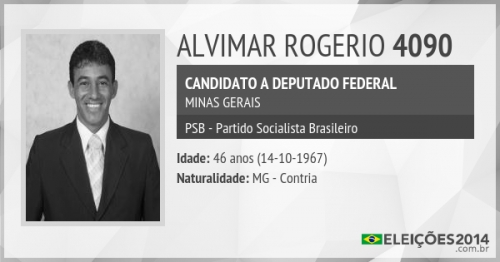 ALVIMAR ROGERIO 4090
CANDIDATO A DEPUTADO FEDERAL
MINAS GERAIS
PSB - Partido Socialista Brasileiro
Idade: 46 anos (14-10-1967)
Naturalidade: MG - Contria
ELEIÇÕES2014
.com.br